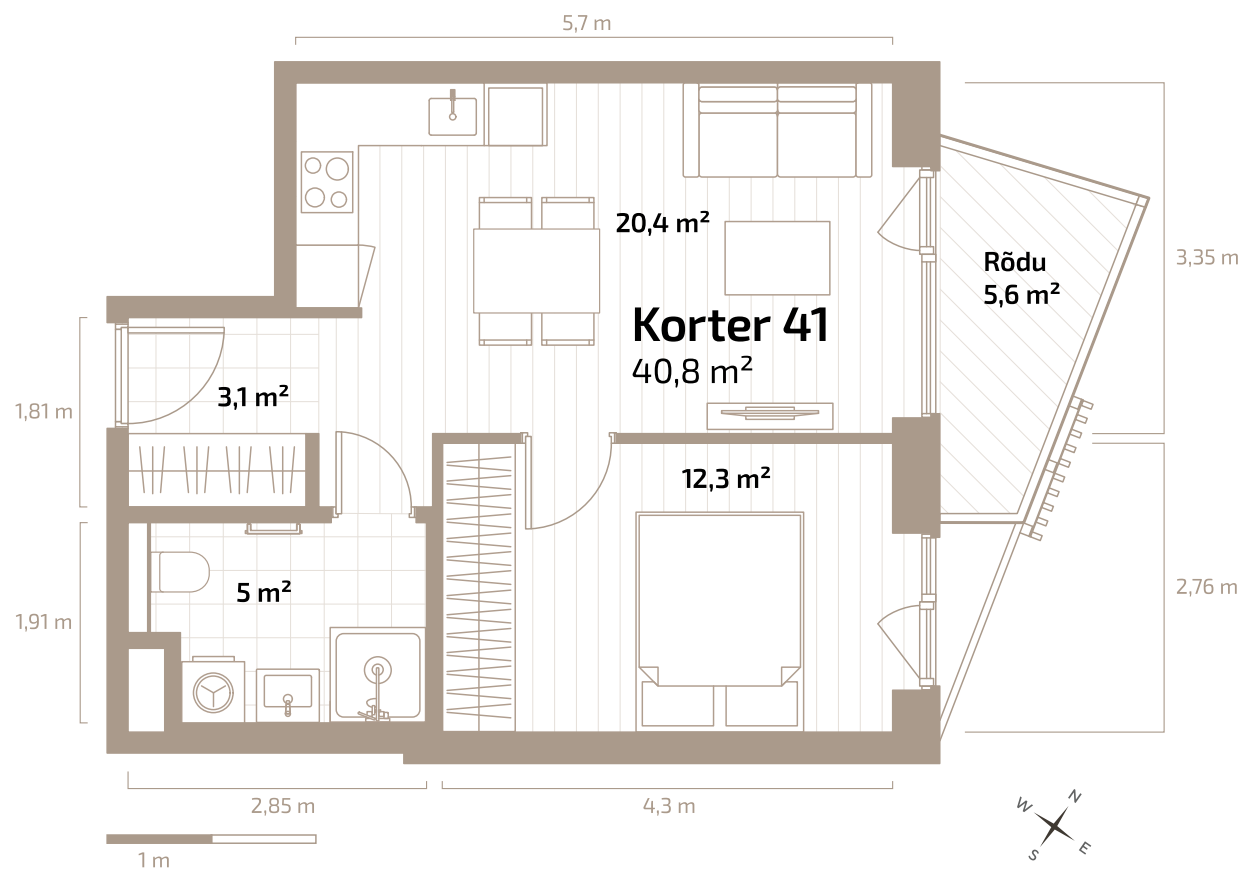 5,7 m
20,4 m²
Rõdu
5,6 m²
3,35 m
Korter 41
40,8 m²
3,1 m²
1,81 m
12,3 m²
5 m²
1,91 m
2,76 m
2,85 m
4,3 m
1 m
N
W
E
S